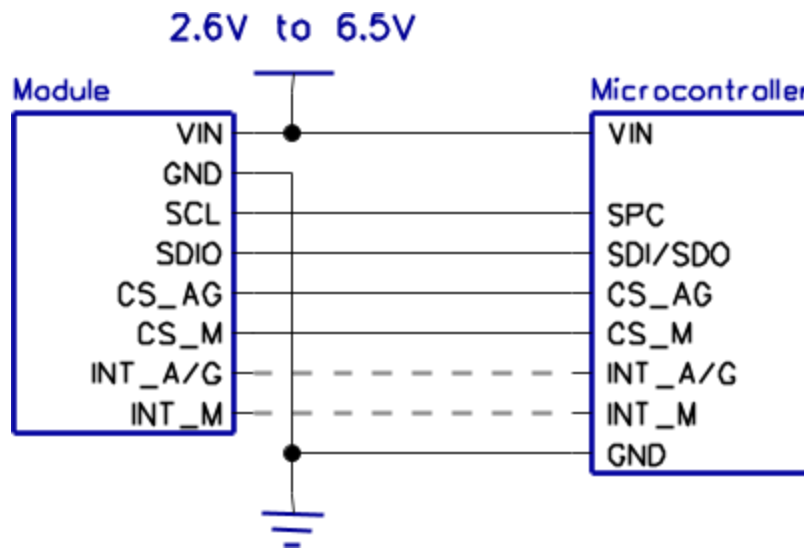 2.6V to 6.5V
Module
Microcontroller
VIN
GND
SCL
SDIO
CS_AG
CS_M
INT_A/G
INT_M
VIN
SPC
SDI/SDO
CS_AG
CS_M
INT_A/G
INT_M
GND